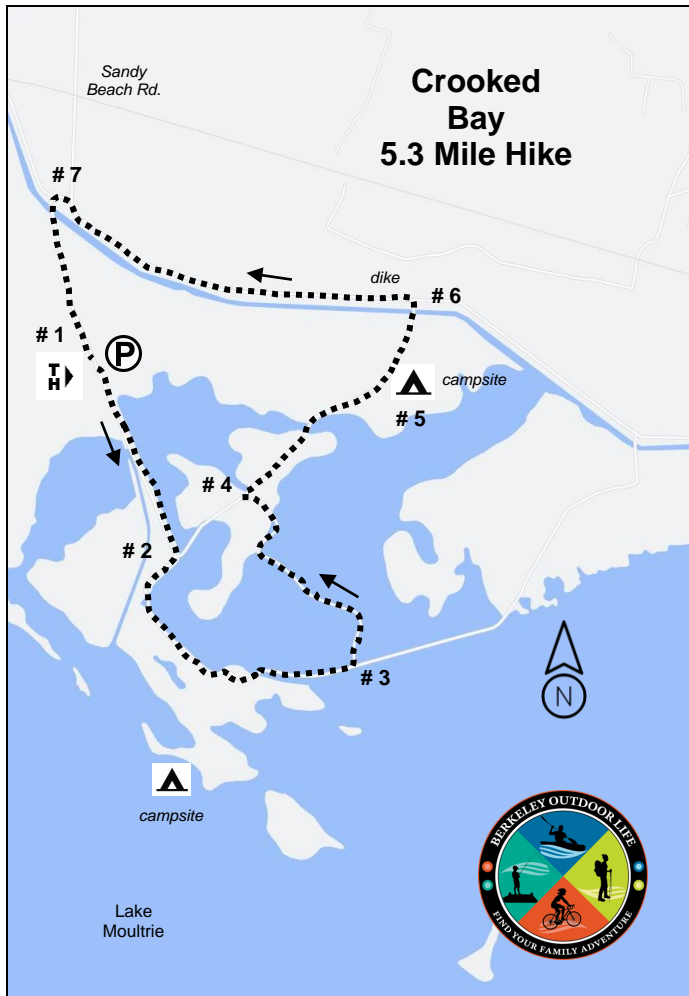 Sandy
Beach Rd.
Crooked
Bay
5.3 Mile Hike
# 7
dike
# 6
# 1
P
T
H
campsite
# 5
# 4
# 2
# 3
N
campsite
BERKELEY OUTDOOR LIFE
FIND YOUR FAMILY ADVENTURE
Lake
Moultrie